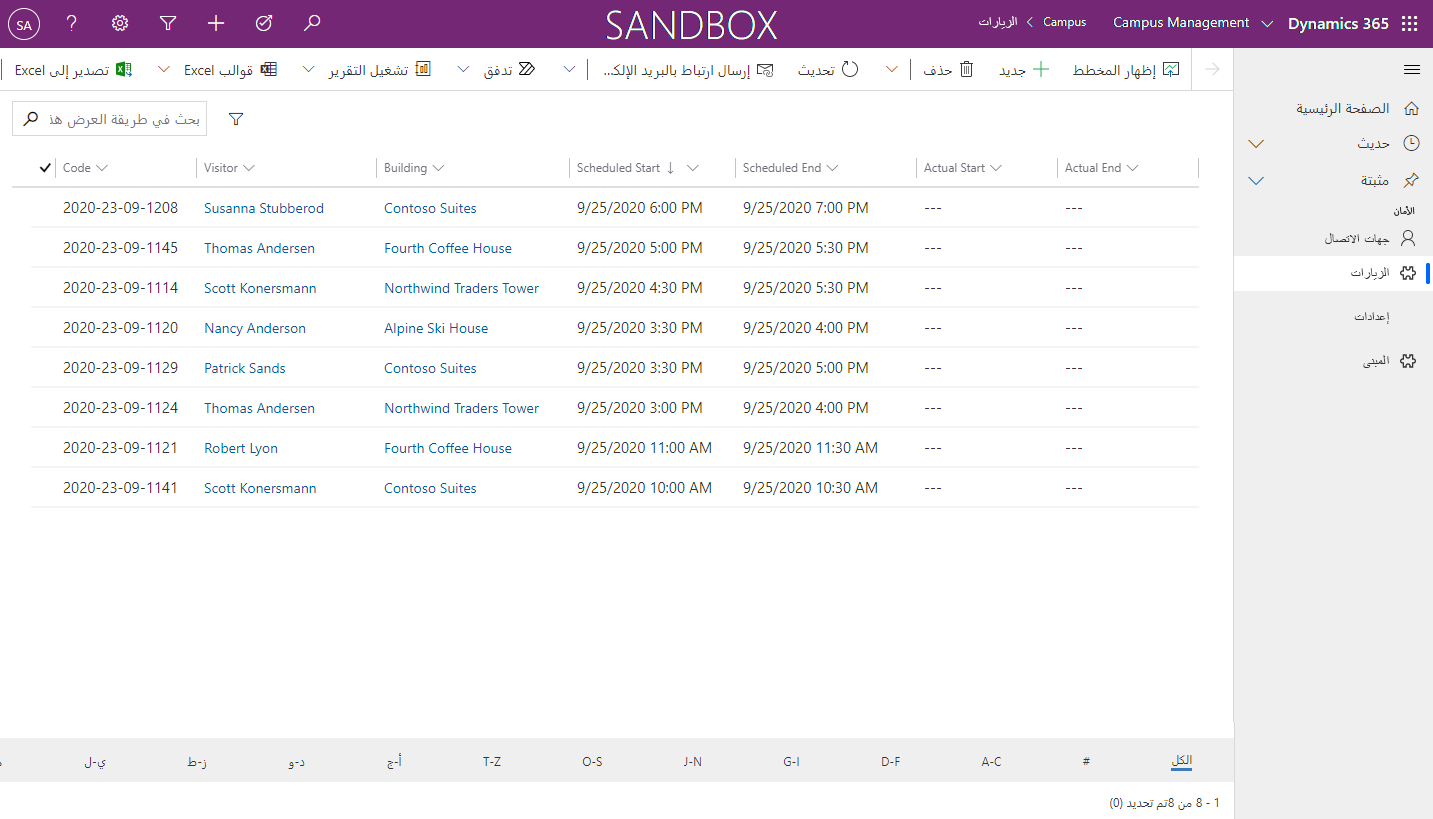 Dynamics 365
Campus Management
Campus
الزيارات
SANDBOX
SA
إظهار المخطط
جديد
حذف
تحديث
إرسال ارتباط بالبريد الإلكـ...
تدفق
تشغيل التقرير
قوالب Excel
تصدير إلى Excel
الصفحة الرئيسية
حديث
مثبتة
الأمان
جهات الاتصال
الزيارات
إعدادات
المبنى
بحث في طريقة العرض هذ
Code Visitor Building Scheduled Start ↓ Scheduled End Actual Start Actual End
2020-23-09-1208 Susanna Stubberod Contoso Suites 9/25/2020 6:00 PM 9/25/2020 7:00 PM --- ---
2020-23-09-1145 Thomas Andersen Fourth Coffee House 9/25/2020 5:00 PM 9/25/2020 5:30 PM --- ---
2020-23-09-1114 Scott Konersmann Northwind Traders Tower 9/25/2020 4:30 PM 9/25/2020 5:30 PM --- ---
2020-23-09-1120 Nancy Anderson Alpine Ski House 9/25/2020 3:30 PM 9/25/2020 4:00 PM --- ---
2020-23-09-1129 Patrick Sands Contoso Suites 9/25/2020 3:30 PM 9/25/2020 5:00 PM --- ---
2020-23-09-1124 Thomas Andersen Northwind Traders Tower 9/25/2020 3:00 PM 9/25/2020 4:00 PM --- ---
2020-23-09-1121 Robert Lyon Fourth Coffee House 9/25/2020 11:00 AM 9/25/2020 11:30 AM --- ---
2020-23-09-1141 Scott Konersmann Contoso Suites 9/25/2020 10:00 AM 9/25/2020 10:30 AM --- ---
الكل # A-C D-F G-I J-N O-S T-Z أ-ج د-و ز-ط ي-ل
1 - 8 من 8تم تحديد (0)